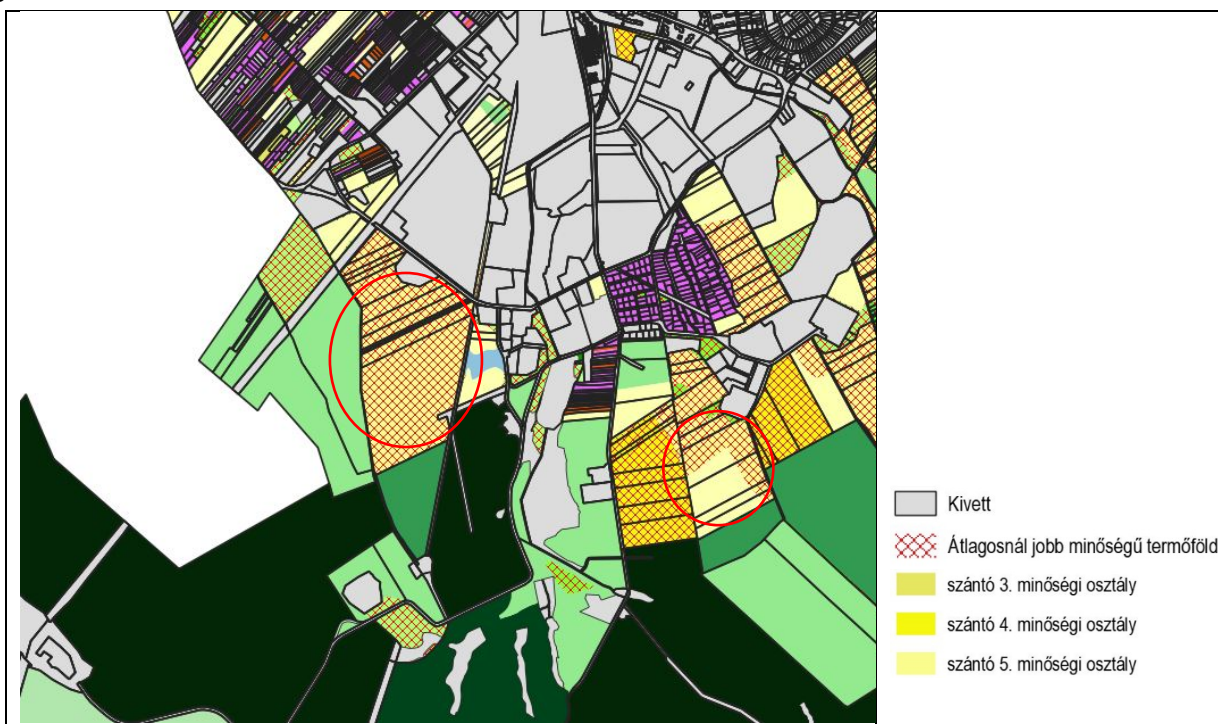 Kivett
Átlagosnál jobb minőségű termőföld
szántó 3. minőségi osztály
szántó 4. minőségi osztály
szántó 5. minőségi osztály